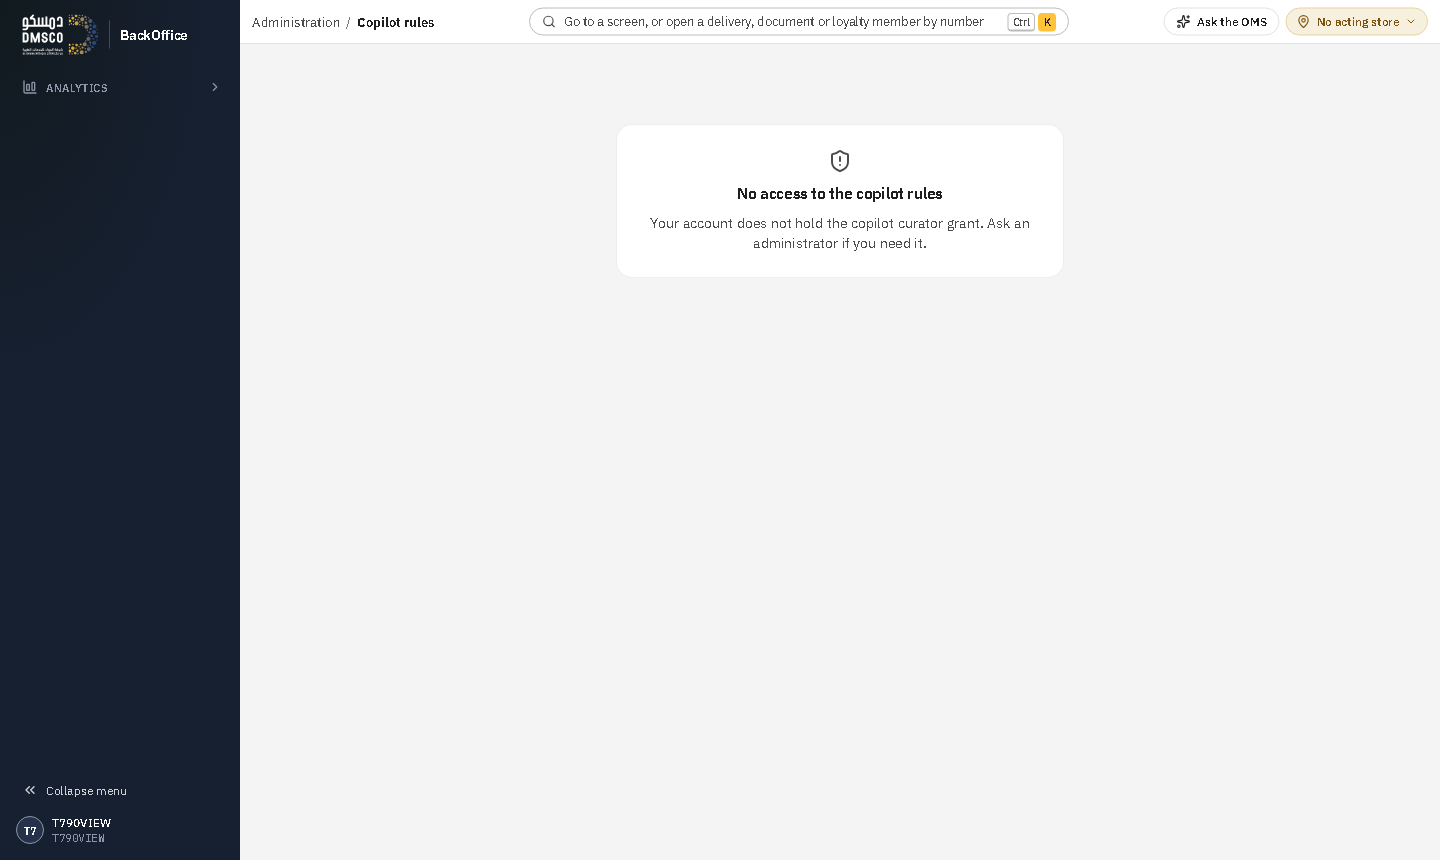 دومسكو
DMSCO
BackOffice
Administration / Copilot rules
Go to a screen, or open a delivery, document or loyalty member by number
Ctrl K
Ask the OMS
No acting store
ANALYTICS
No access to the copilot rules
Your account does not hold the copilot curator grant. Ask an
administrator if you need it.
Collapse menu
T7
T790VIEW
T790VIEW